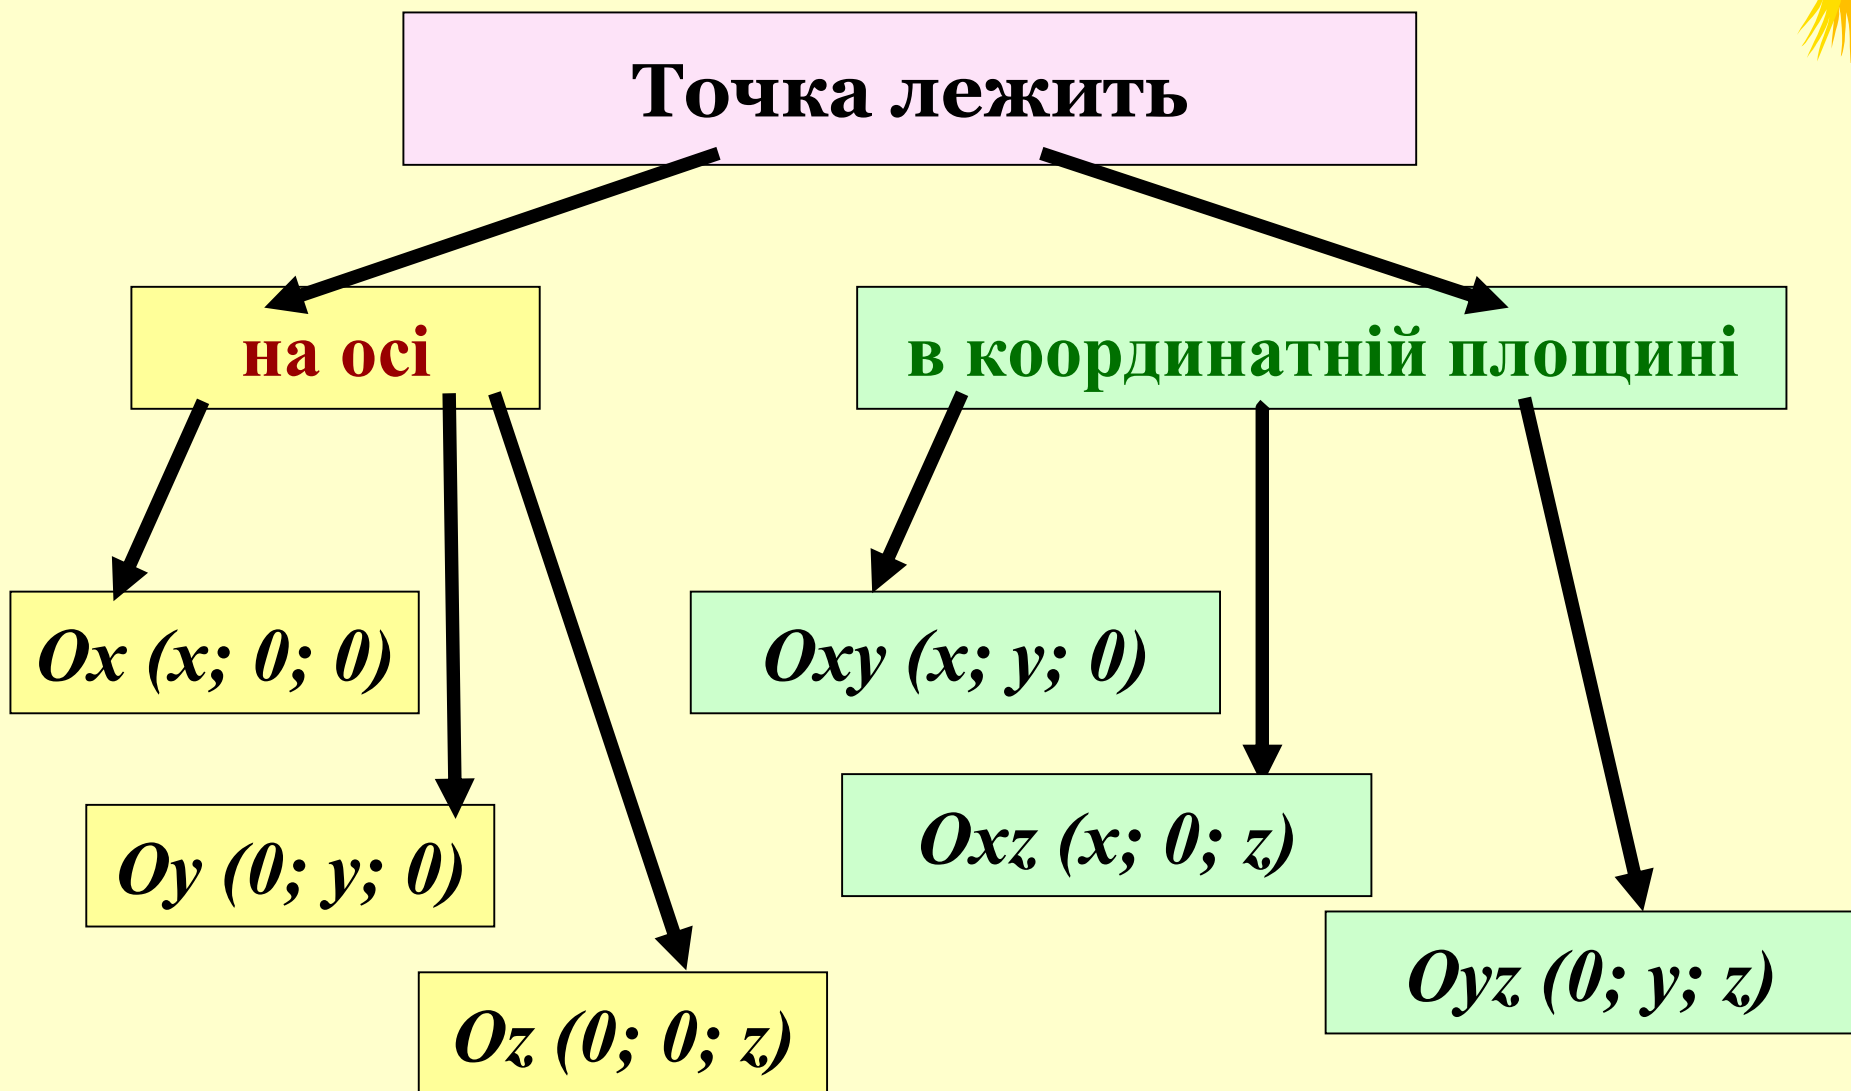 Точка лежить
на осі
в координатній площині
Ox (x; 0; 0)
Oxy (x; y; 0)
Oy (0; y; 0)
Oxz (x; 0; z)
Oz (0; 0; z)
Oyz (0; y; z)